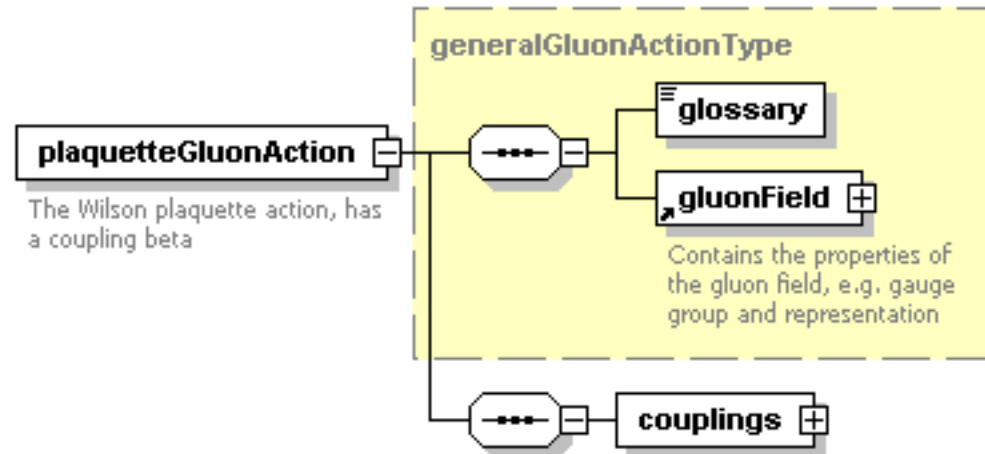 generalGluonActionType
glossary
plaquetteGluonAction
The Wilson plaquette action, has
a coupling beta
gluonField
Contains the properties of
the gluon field, e.g. gauge
group and representation
couplings